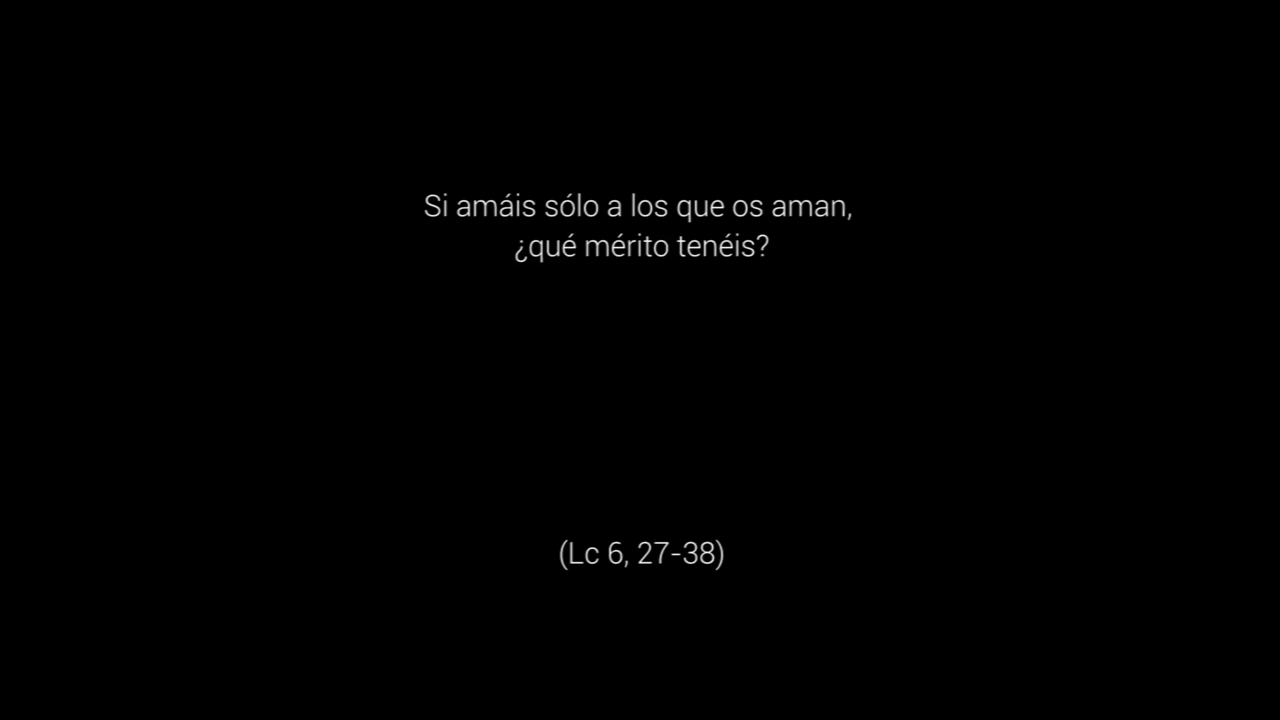 Si amáis sólo a los que os aman,
¿qué mérito tenéis?
(Lc 6, 27-38)